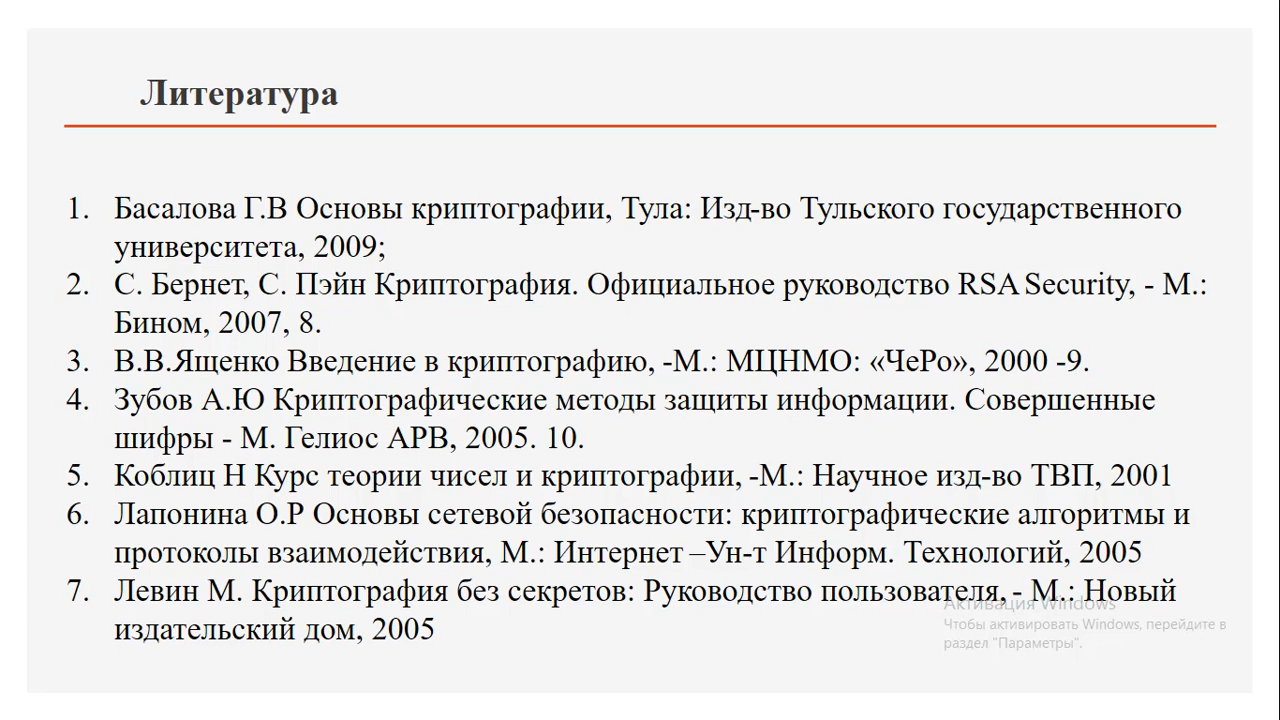 Литература
1. Басалова Г.В Основы криптографии, Тула: Изд-во Тульского государственного
университета, 2009;
2. С. Бернет, С. Пэйн Криптография. Официальное руководство RSA Security, - М.:
Бином, 2007, 8.
3. В.В.Ященко Введение в криптографию, -М.: МЦНМО: «ЧеРо», 2000 -9.
4. Зубов А.Ю Криптографические методы защиты информации. Совершенные
шифры - М. Гелиос АРВ, 2005. 10.
5. Коблиц Н Курс теории чисел и криптографии, -М.: Научное изд-во ТВП, 2001
6. Лапонина О.Р Основы сетевой безопасности: криптографические алгоритмы и
протоколы взаимодействия, М.: Интернет –Ун-т Информ. Технологий, 2005
7. Левин М. Криптография без секретов: Руководство пользователя, - М.: Новый
издательский дом, 2005
Активация Windows
Чтобы активировать Windows, перейдите в
раздел "Параметры".